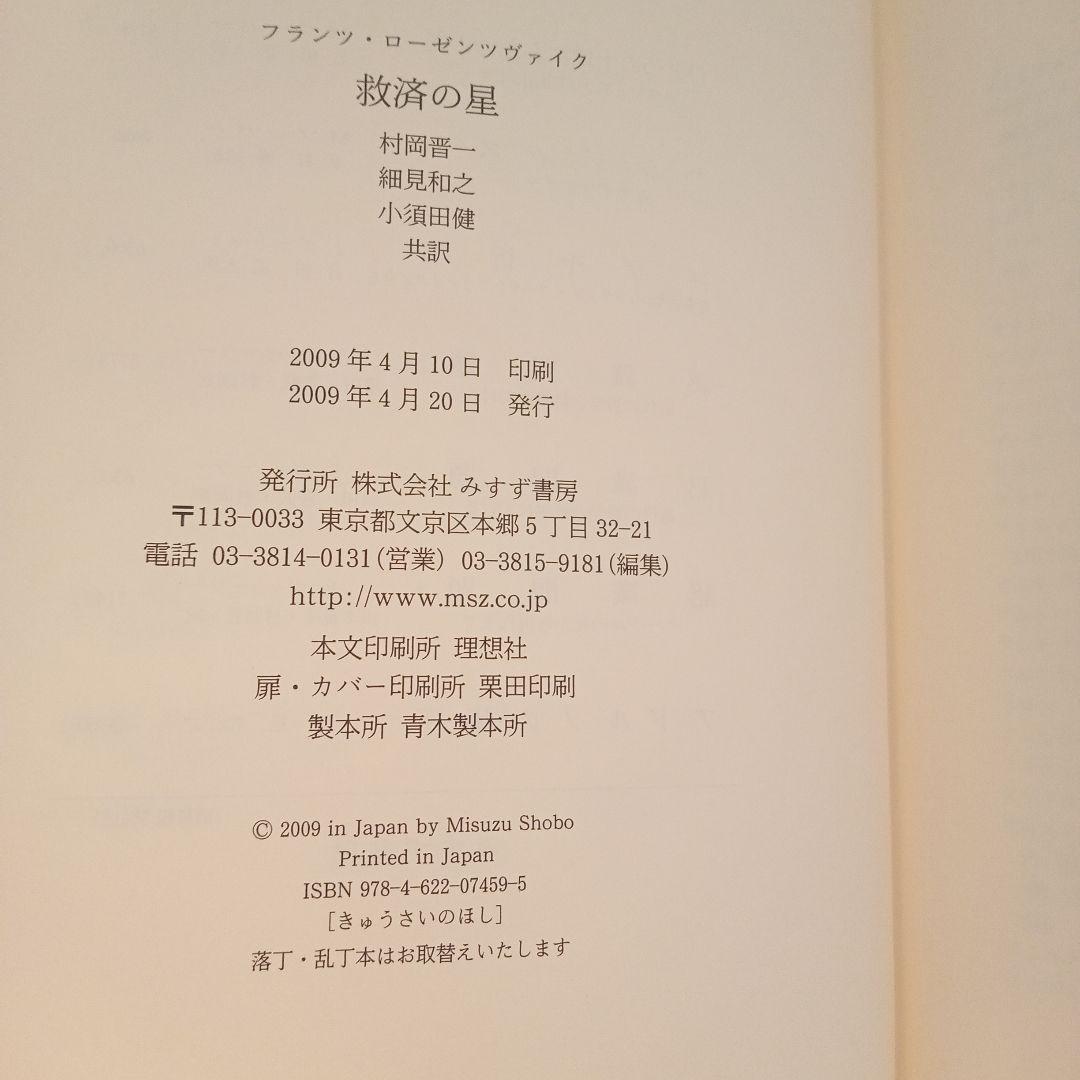 フランツ・ローゼンツヴァイク
救済の星
村岡晋一
細見和之
小須田健
共訳
2009年4月10日 印刷
2009年4月20日 発行
発行所 株式会社 みすず書房
〒113-0033 東京都文京区本郷5丁目32-21
電話 03-3814-0131(営業) 03-3815-9181(編集)
http://www.msz.co.jp
本文印刷所 理想社
扉・カバー印刷所 栗田印刷
製本所 青木製本所
© 2009 in Japan by Misuzu Shobo
Printed in Japan
ISBN 978-4-622-07459-5
[きゅうさいのほし]
落丁・乱丁本はお取替えいたします